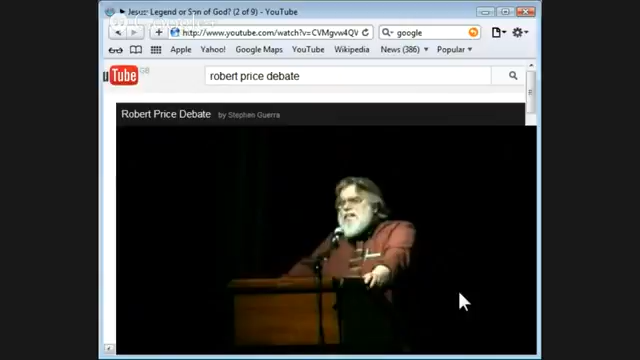 Jesus: Legend or Son of God? (2 of 9) - YouTube
http://www.youtube.com/watch?v=CVMgvw4QV
google
Apple Yahoo! Google Maps YouTube Wikipedia News (386) Popular
Tube GB
robert price debate
Robert Price Debate by Stephen Guerra